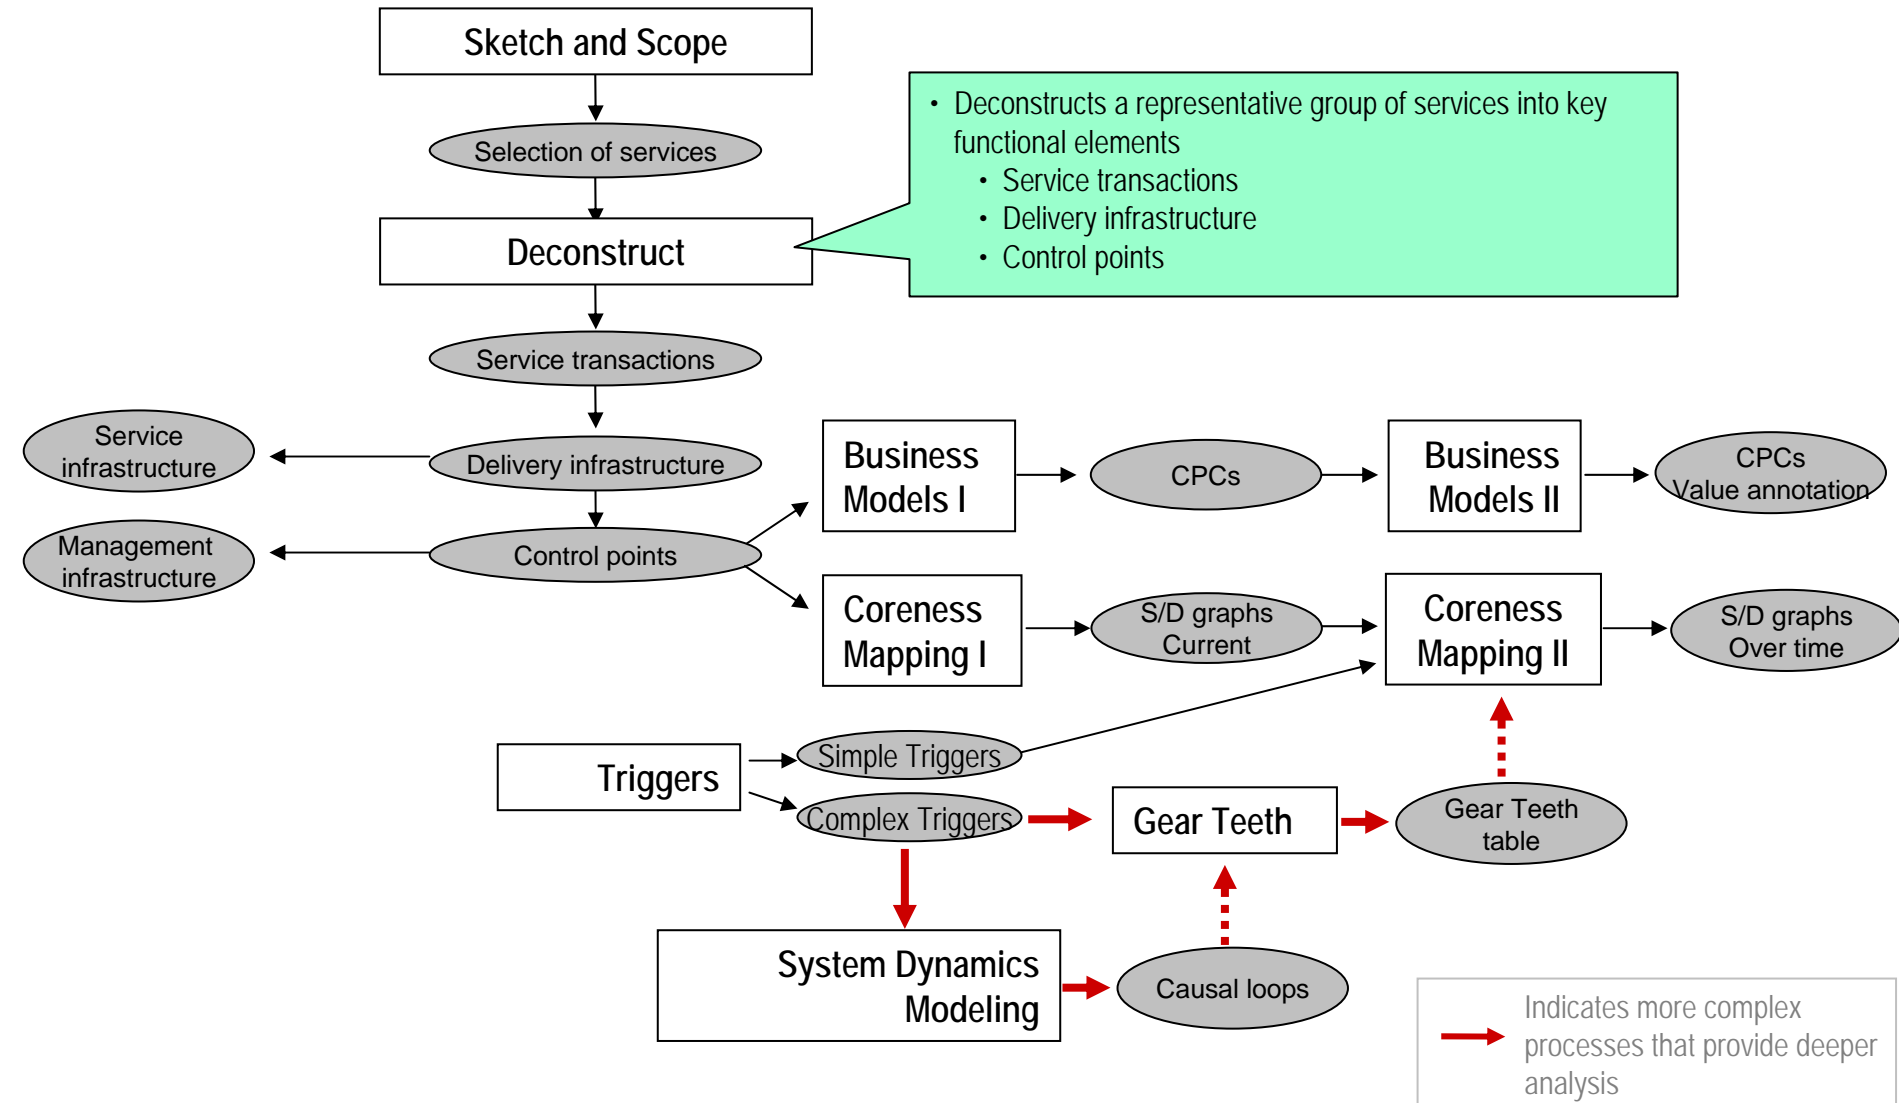 Sketch and Scope
• Deconstructs a representative group of services into key
functional elements
• Service transactions
• Delivery infrastructure
• Control points
Selection of services
Deconstruct
Service transactions
Service
infrastructure
Delivery infrastructure
Business
Models I
CPCs
Business
Models II
CPCs
Value annotation
Management
infrastructure
Control points
Coreness
Mapping I
S/D graphs
Current
Coreness
Mapping II
S/D graphs
Over time
Triggers
Simple Triggers
Complex Triggers
Gear Teeth
Gear Teeth
table
System Dynamics
Modeling
Causal loops
Indicates more complex
processes that provide deeper
analysis